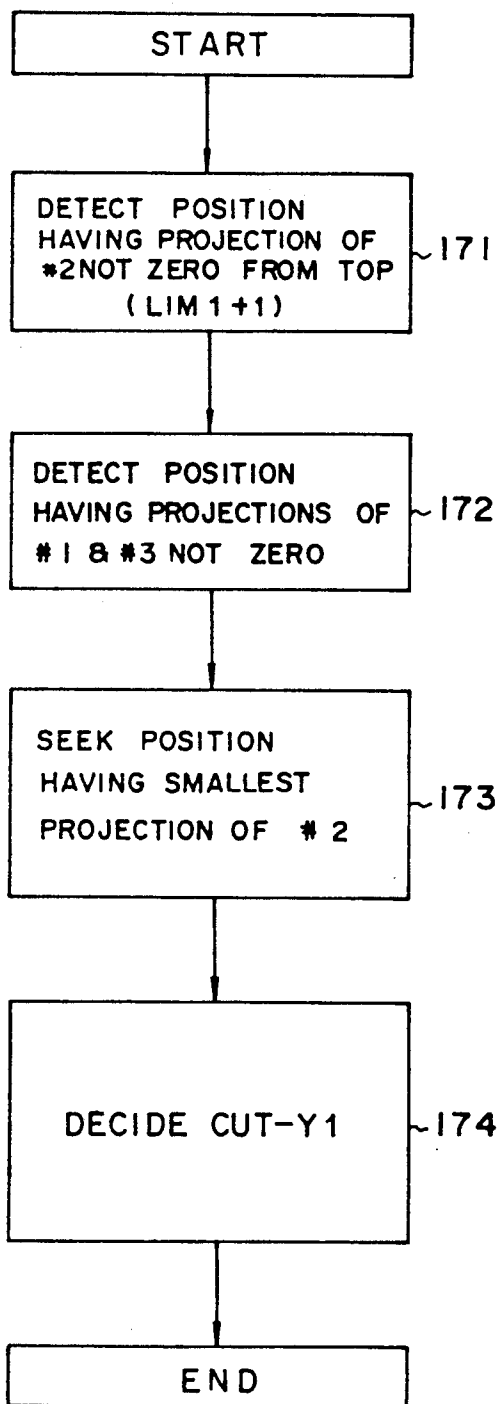 START
DETECT POSITION
HAVING PROJECTION OF
#2 NOT ZERO FROM TOP
(LIM 1+1)
171
DETECT POSITION
HAVING PROJECTIONS OF
#1 & #3 NOT ZERO
172
SEEK POSITION
HAVING SMALLEST
PROJECTION OF #2
173
DECIDE CUT-Y1
174
END